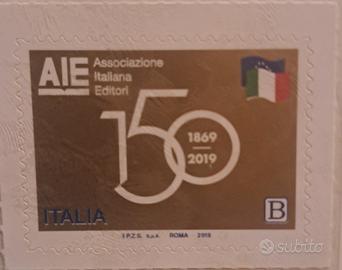 AIE Associazione
Italiana
Editori
150
1869
2019
ITALIA
B
I.P.Z.S. S.p.A. ROMA 2019
subito